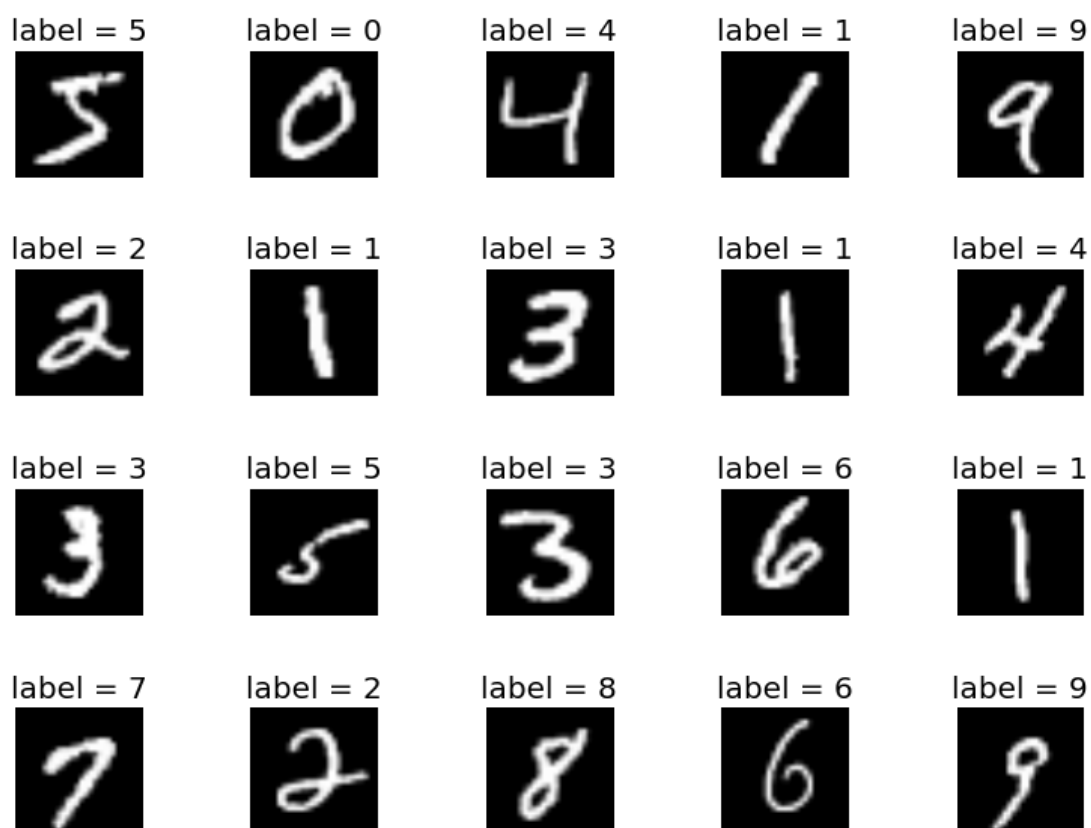 label = 5 label = 0 label = 4 label = 1 label = 9
5 0 4 1 9
label = 2 label = 1 label = 3 label = 1 label = 4
2 1 3 1 4
label = 3 label = 5 label = 3 label = 6 label = 1
3 5 3 6 1
label = 7 label = 2 label = 8 label = 6 label = 9
7 2 8 6 9